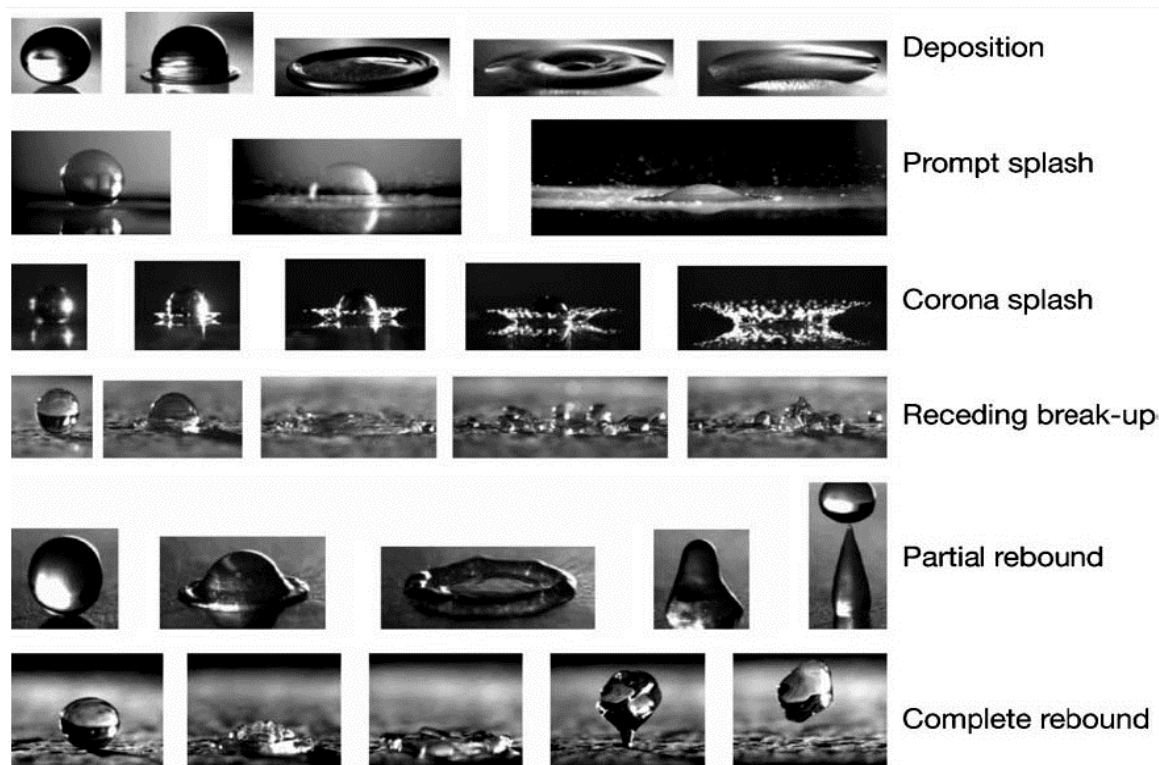 Deposition
Prompt splash
Corona splash
Receding break-up
Partial rebound
Complete rebound